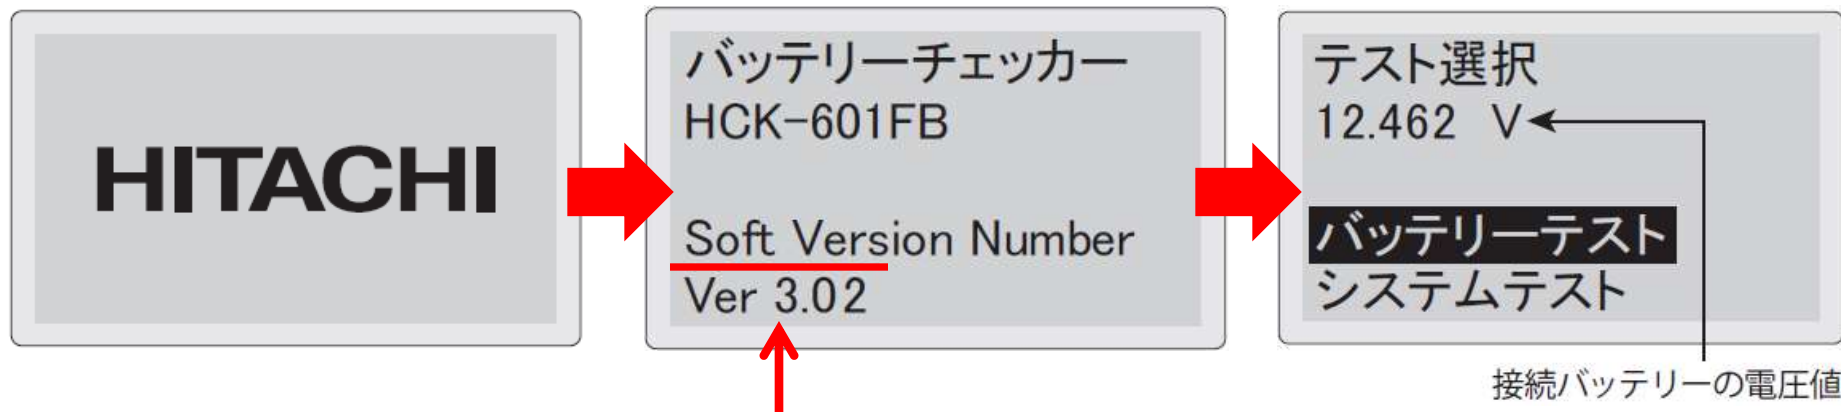 HITACHI
バッテリーチェッカー
HCK-601FB
Soft Version Number
Ver 3.02
テスト選択
12.462 V
バッテリーテスト
システムテスト
接続バッテリーの電圧値